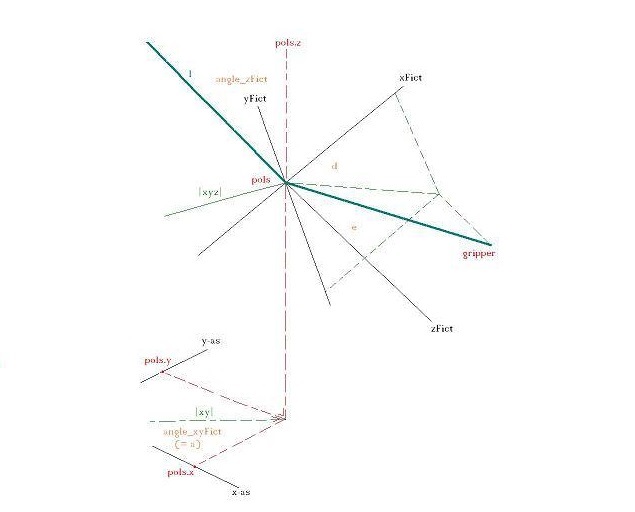 pols.z
l
angle_zFict
xFict
yFict
d
pols
|xyz|
e
gripper
zFict
y-as
pols.y
|xy|
angle_xyFict
(= a)
pols.x
x-as